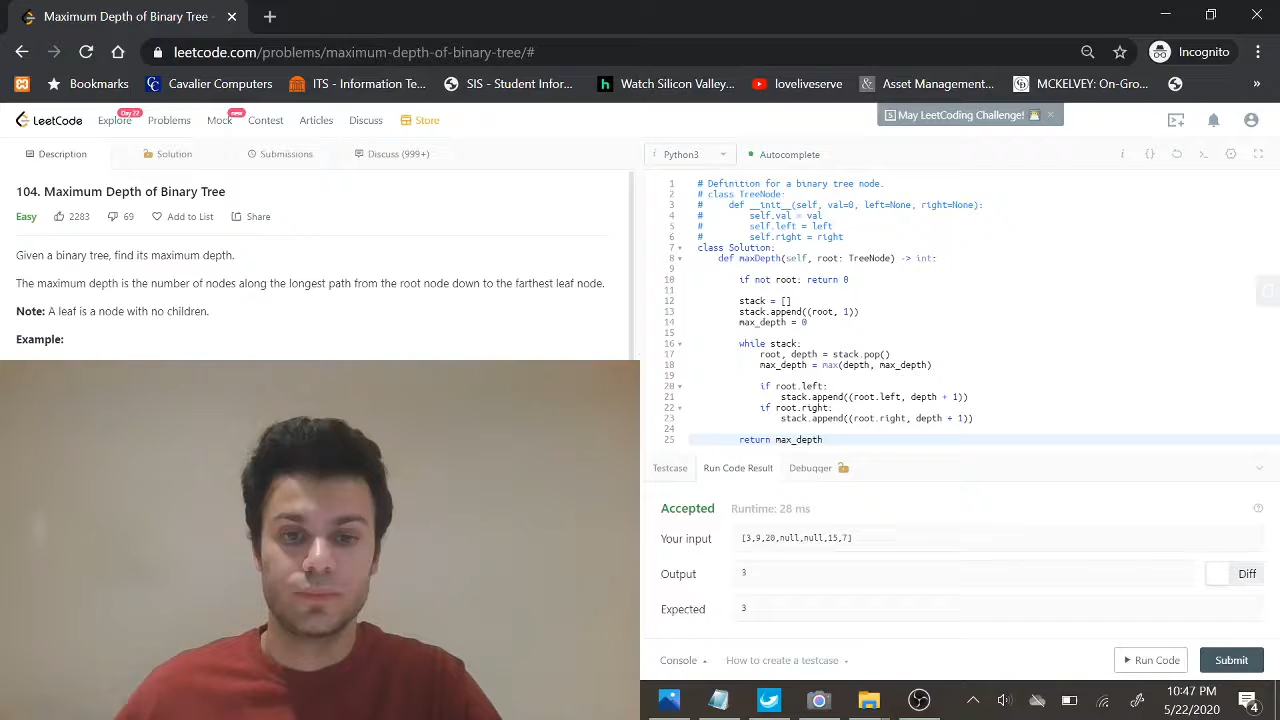 Maximum Depth of Binary Tree
leetcode.com/problems/maximum-depth-of-binary-tree/#
Incognito
Bookmarks
Cavalier Computers
ITS - Information Te...
SIS - Student Infor...
Watch Silicon Valley...
loveliveserve
Asset Management...
MCKELVEY: On-Gro...
»
LeetCode
Explore
Day 22
Problems
Mock
new
Contest
Articles
Discuss
Store
May LeetCoding Challenge!
Description
Solution
Submissions
Discuss (999+)
Python3
Autocomplete
104. Maximum Depth of Binary Tree
Easy
2283
69
Add to List
Share
Given a binary tree, find its maximum depth.
The maximum depth is the number of nodes along the longest path from the root node down to the farthest leaf node.
Note: A leaf is a node with no children.
Example:
1 # Definition for a binary tree node.
2 # class TreeNode:
3 #     def __init__(self, val=0, left=None, right=None):
4 #         self.val = val
5 #         self.left = left
6 #         self.right = right
7 class Solution:
8     def maxDepth(self, root: TreeNode) -> int:
9
10         if not root: return 0
11
12         stack = []
13         stack.append((root, 1))
14         max_depth = 0
15
16         while stack:
17             root, depth = stack.pop()
18             max_depth = max(depth, max_depth)
19
20             if root.left:
21                 stack.append((root.left, depth + 1))
22             if root.right:
23                 stack.append((root.right, depth + 1))
24
25         return max_depth
Testcase
Run Code Result
Debugger
Accepted
Runtime: 28 ms
Your input
[3,9,20,null,null,15,7]
Output
3
Diff
Expected
3
Console
How to create a testcase
Run Code
Submit
10:47 PM
5/22/2020
4